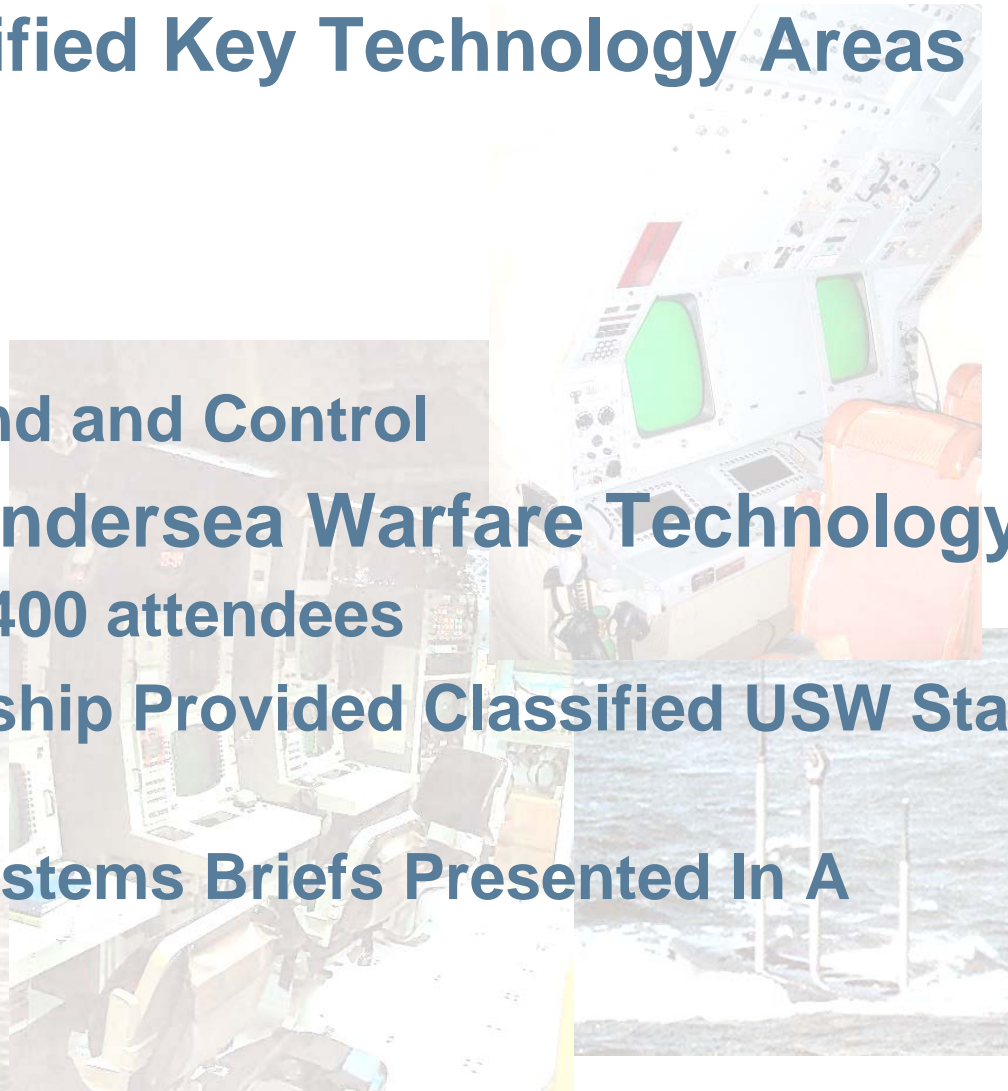 ified Key Technology Areas
nd and Control
ndersea Warfare Technology
400 attendees
ship Provided Classified USW Sta
stems Briefs Presented In A